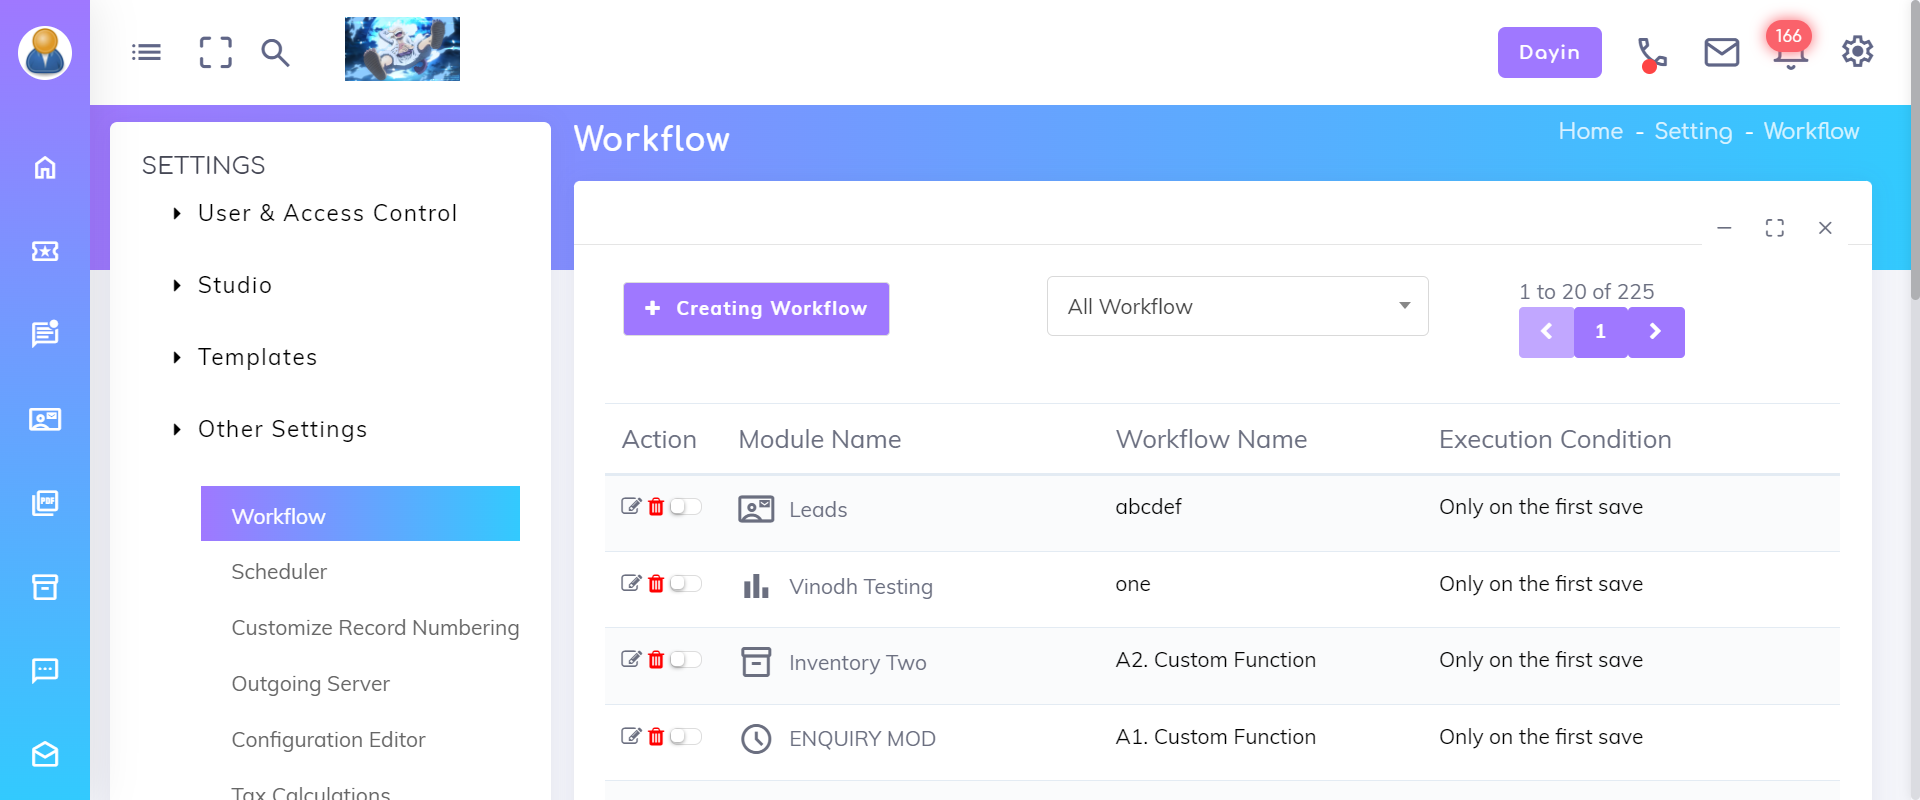 Dayin
166
SETTINGS
User & Access Control
Studio
Templates
Other Settings
Workflow
Scheduler
Customize Record Numbering
Outgoing Server
Configuration Editor
Tax Calculations
Workflow
Home - Setting - Workflow
Creating Workflow
All Workflow
1 to 20 of 225
1
Action Module Name Workflow Name Execution Condition
Leads abcdef Only on the first save
Vinodh Testing one Only on the first save
Inventory Two A2. Custom Function Only on the first save
ENQUIRY MOD A1. Custom Function Only on the first save
PDF